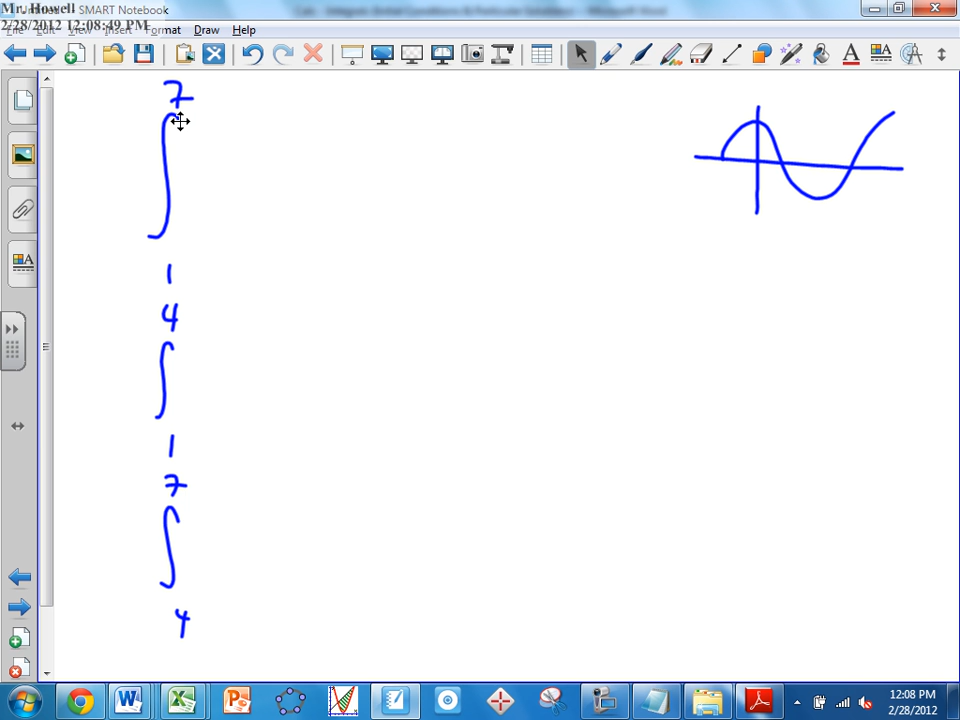 Mr. Howell
Untitled - SMART Notebook
2/28/2012 12:08:49 PM
File Edit View Insert Format Draw Help
7
∫
1
4
∫
1
7
∫
4
12:08 PM
2/28/2012